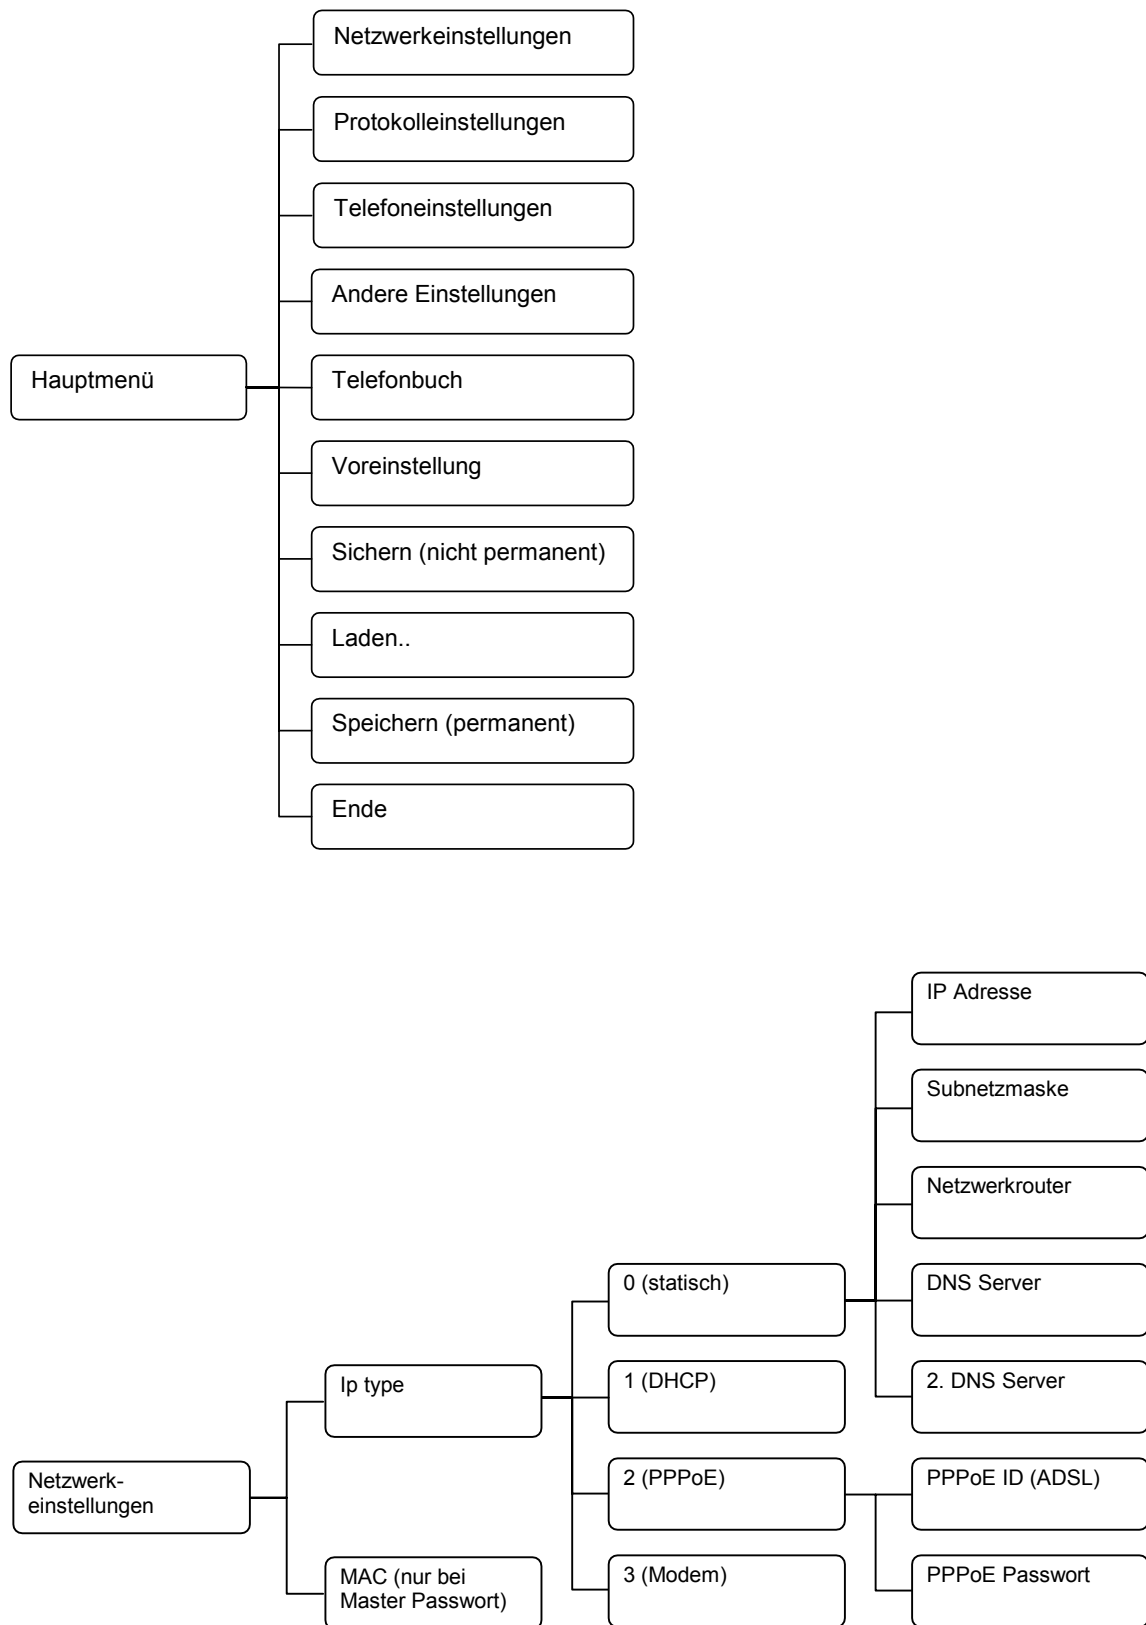 Netzwerkeinstellungen
Protokolleinstellungen
Telefoneinstellungen
Andere Einstellungen
Hauptmenü
Telefonbuch
Voreinstellung
Sichern (nicht permanent)
Laden..
Speichern (permanent)
Ende
IP Adresse
Subnetzmaske
Netzwerkrouter
0 (statisch)
DNS Server
Ip type
1 (DHCP)
2. DNS Server
Netzwerk-
einstellungen
2 (PPPoE)
PPPoE ID (ADSL)
MAC (nur bei
Master Passwort)
3 (Modem)
PPPoE Passwort